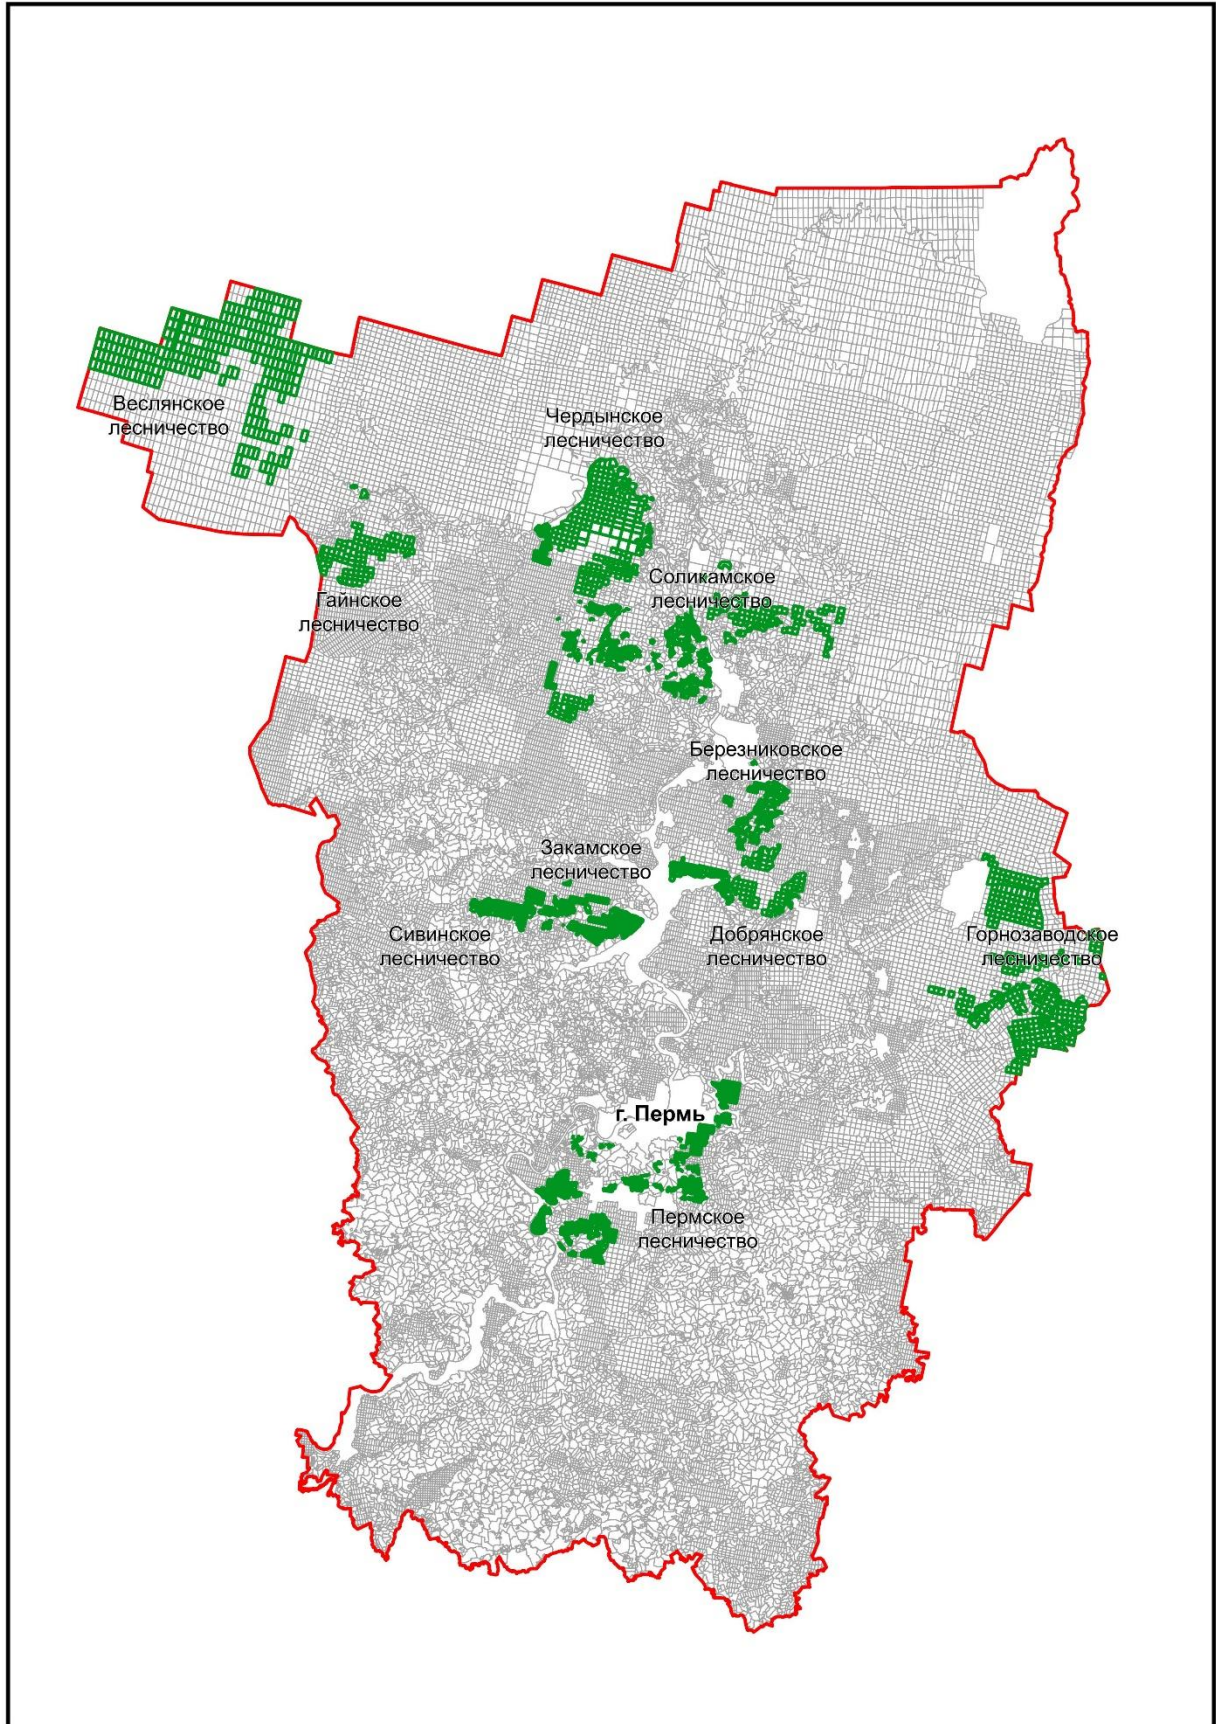 Веслянское
лесничество
Чердынское
лесничество
Гайнское
лесничество
Соликамское
лесничество
Березниковское
лесничество
Закамское
лесничество
Сивинское
лесничество
Добрянское
лесничество
Горнозаводское
лесничество
г. Пермь
Пермское
лесничество